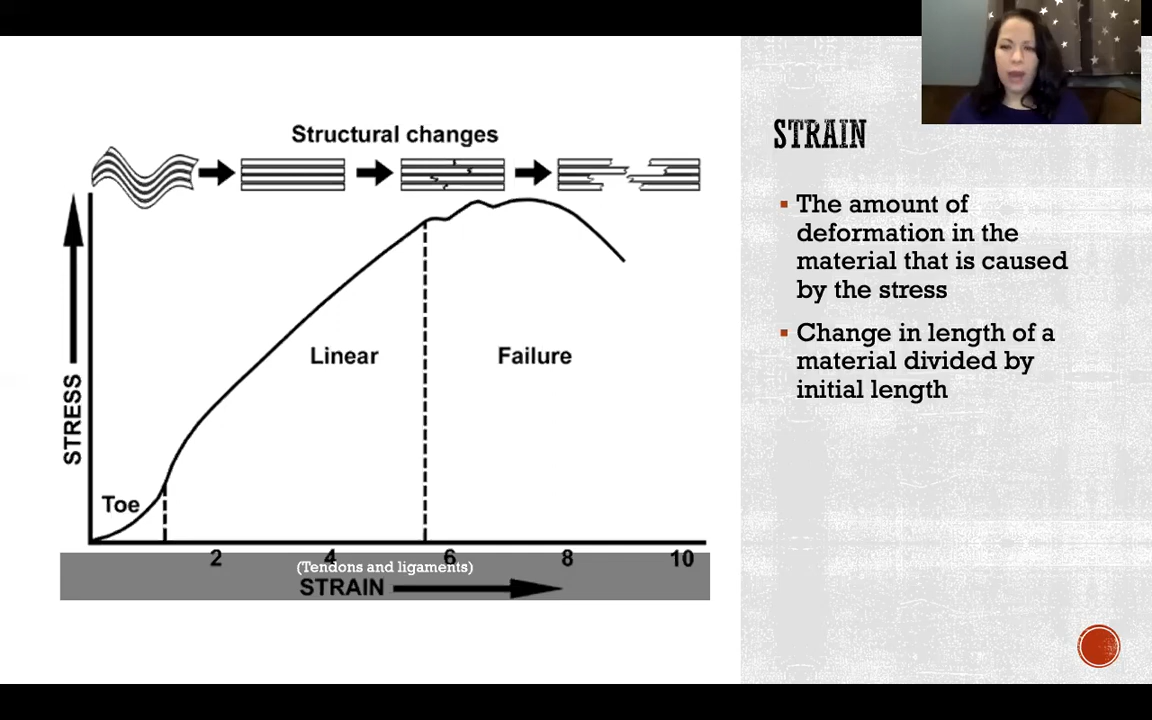 Structural changes
STRESS
Toe
Linear
Failure
2 4 6 8 10
(Tendons and ligaments)
STRAIN
STRAIN
▪ The amount of
deformation in the
material that is caused
by the stress
▪ Change in length of a
material divided by
initial length